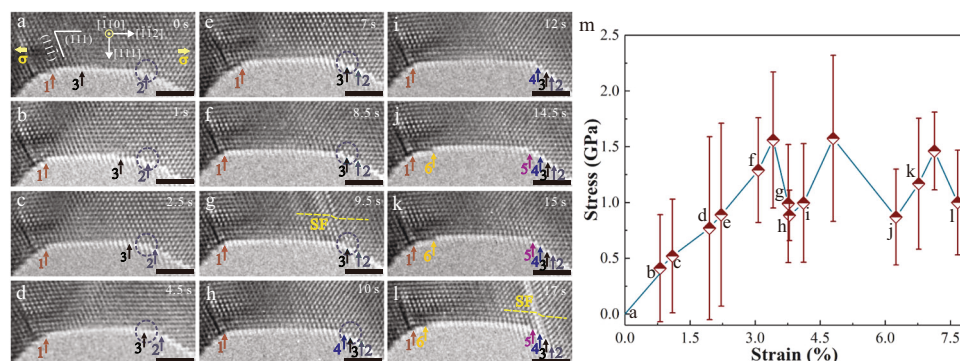 a 0 s
(1̄11)
[1̄10]
[1̄1̄2]
[111̄]
σ σ
1 3 2
b 1 s
1 3 2
c 2.5 s
1 3 2
d 4.5 s
1 3 2
e 7 s
1 3 2
f 8.5 s
1 3 2
g 9.5 s
SF
1 3 2
h 10 s
1 4 3 2
i 12 s
1 4 3 2
j 14.5 s
1 6 5 4 3 2
k 15 s
1 6 5 4 3 2
l 17 s
SF
1 6 5 4 3 2
m
Stress (GPa)
2.5
2.0
1.5
1.0
0.5
0.0
a b c d e f g h i j k l
0.0 1.5 3.0 4.5 6.0 7.5
Strain (%)